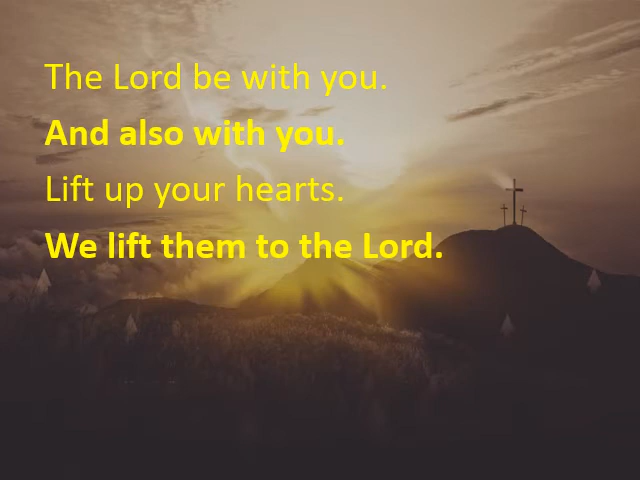 The Lord be with you.
And also with you.
Lift up your hearts.
We lift them to the Lord.